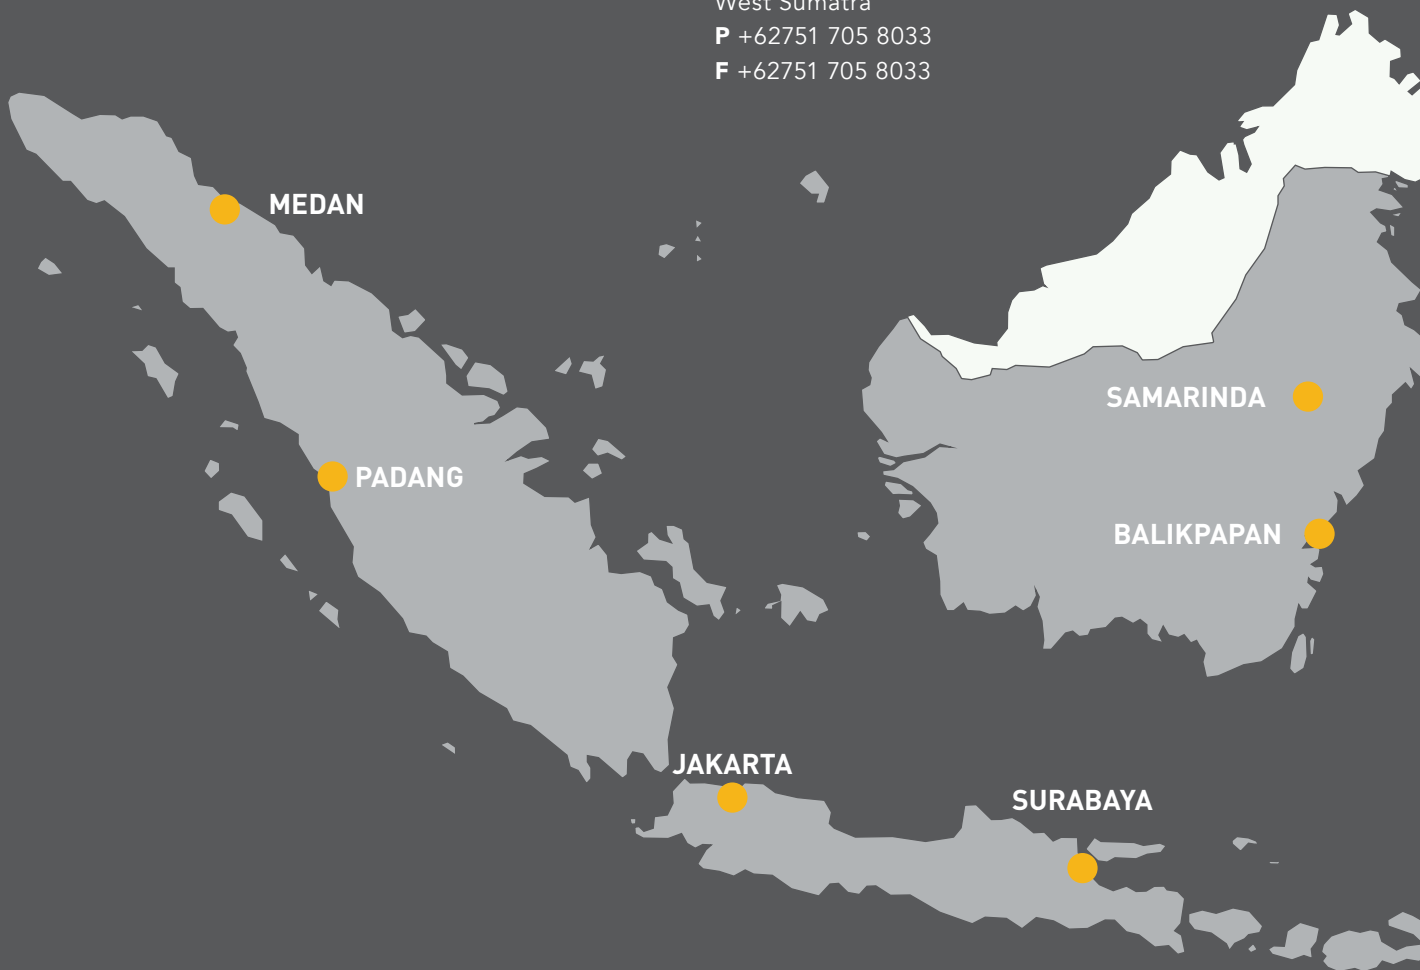 West Sumatra
P +62751 705 8033
F +62751 705 8033
MEDAN
SAMARINDA
PADANG
BALIKPAPAN
JAKARTA
SURABAYA